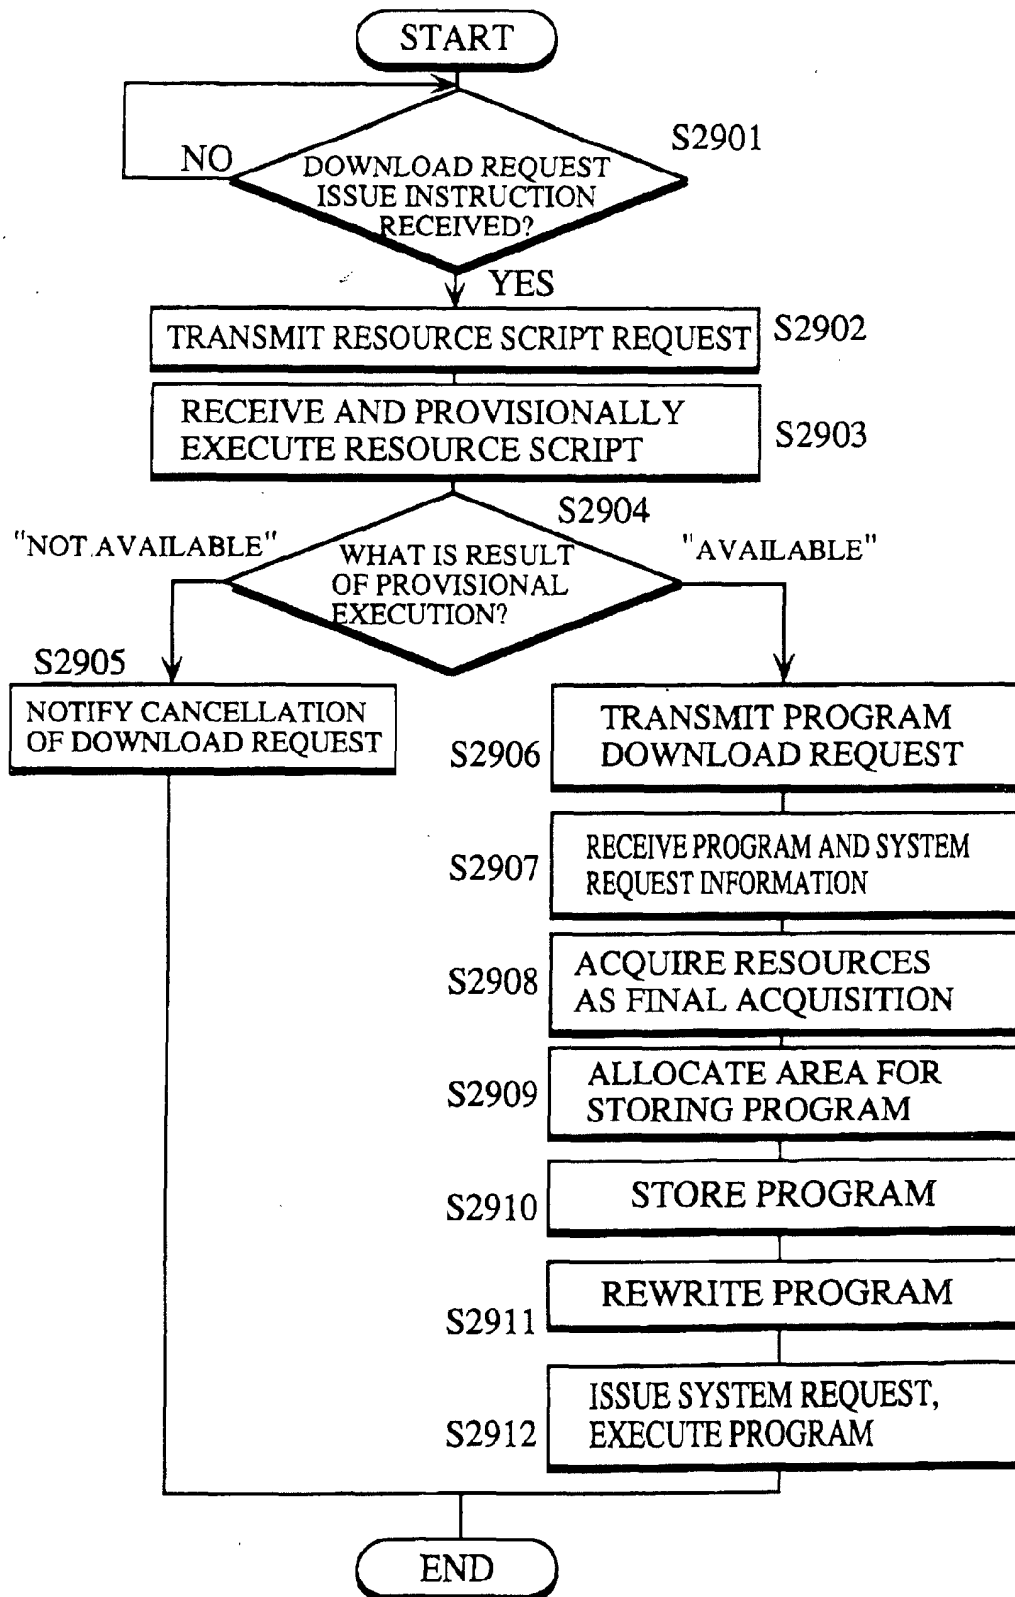 START
S2901
NO
DOWNLOAD REQUEST
ISSUE INSTRUCTION
RECEIVED?
YES
TRANSMIT RESOURCE SCRIPT REQUEST
S2902
RECEIVE AND PROVISIONALLY
EXECUTE RESOURCE SCRIPT
S2903
S2904
"NOT AVAILABLE"
WHAT IS RESULT
OF PROVISIONAL
EXECUTION?
"AVAILABLE"
S2905
NOTIFY CANCELLATION
OF DOWNLOAD REQUEST
S2906
TRANSMIT PROGRAM
DOWNLOAD REQUEST
S2907
RECEIVE PROGRAM AND SYSTEM
REQUEST INFORMATION
S2908
ACQUIRE RESOURCES
AS FINAL ACQUISITION
S2909
ALLOCATE AREA FOR
STORING PROGRAM
S2910
STORE PROGRAM
S2911
REWRITE PROGRAM
S2912
ISSUE SYSTEM REQUEST,
EXECUTE PROGRAM
END